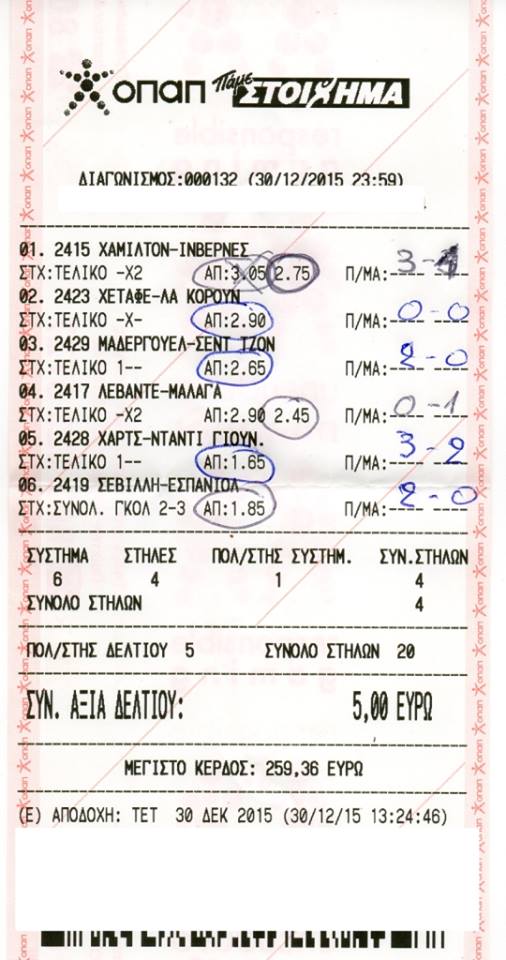 οπαπ Πάμε ΣΤΟΙΧΗΜΑ
ΔΙΑΓΩΝΙΣΜΟΣ:000132 (30/12/2015 23:59)
01. 2415 ΧΑΜΙΛΤΟΝ-ΙΝΒΕΡΝΕΣ
ΣΤΧ:ΤΕΛΙΚΟ -Χ2 ΑΠ:3.05 2.75 Π/ΜΑ: 3-
02. 2423 ΧΕΤΑΦΕ-ΛΑ ΚΟΡΟΥΝ
ΣΤΧ:ΤΕΛΙΚΟ -Χ- ΑΠ:2.90 Π/ΜΑ: 0-0
03. 2429 ΜΑΔΕΡΓΟΥΕΛ-ΣΕΝΤ ΤΖΟΝ
ΣΤΧ:ΤΕΛΙΚΟ 1-- ΑΠ:2.65 Π/ΜΑ: 2-0
04. 2417 ΛΕΒΑΝΤΕ-ΜΑΛΑΓΑ
ΣΤΧ:ΤΕΛΙΚΟ -Χ2 ΑΠ:2.90 2.45 Π/ΜΑ: 0-1
05. 2428 ΧΑΡΤΣ-ΝΤΑΝΤΙ ΓΙΟΥΝ.
ΣΤΧ:ΤΕΛΙΚΟ 1-- ΑΠ:1.65 Π/ΜΑ: 3-2
06. 2419 ΣΕΒΙΛΛΗ-ΕΣΠΑΝΙΟΛ
ΣΤΧ:ΣΥΝΟΛ. ΓΚΟΛ 2-3 ΑΠ:1.85 Π/ΜΑ: 2-0
ΣΥΣΤΗΜΑ ΣΤΗΛΕΣ ΠΟΛ/ΣΤΗΣ ΣΥΣΤΗΜ. ΣΥΝ.ΣΤΗΛΩΝ
6 4 1 4
ΣΥΝΟΛΟ ΣΤΗΛΩΝ 4
ΠΟΛ/ΣΤΗΣ ΔΕΛΤΙΟΥ 5 ΣΥΝΟΛΟ ΣΤΗΛΩΝ 20
ΣΥΝ. ΑΞΙΑ ΔΕΛΤΙΟΥ: 5,00 ΕΥΡΩ
ΜΕΓΙΣΤΟ ΚΕΡΔΟΣ: 259,36 ΕΥΡΩ
(Ε) ΑΠΟΔΟΧΗ: ΤΕΤ 30 ΔΕΚ 2015 (30/12/15 13:24:46)